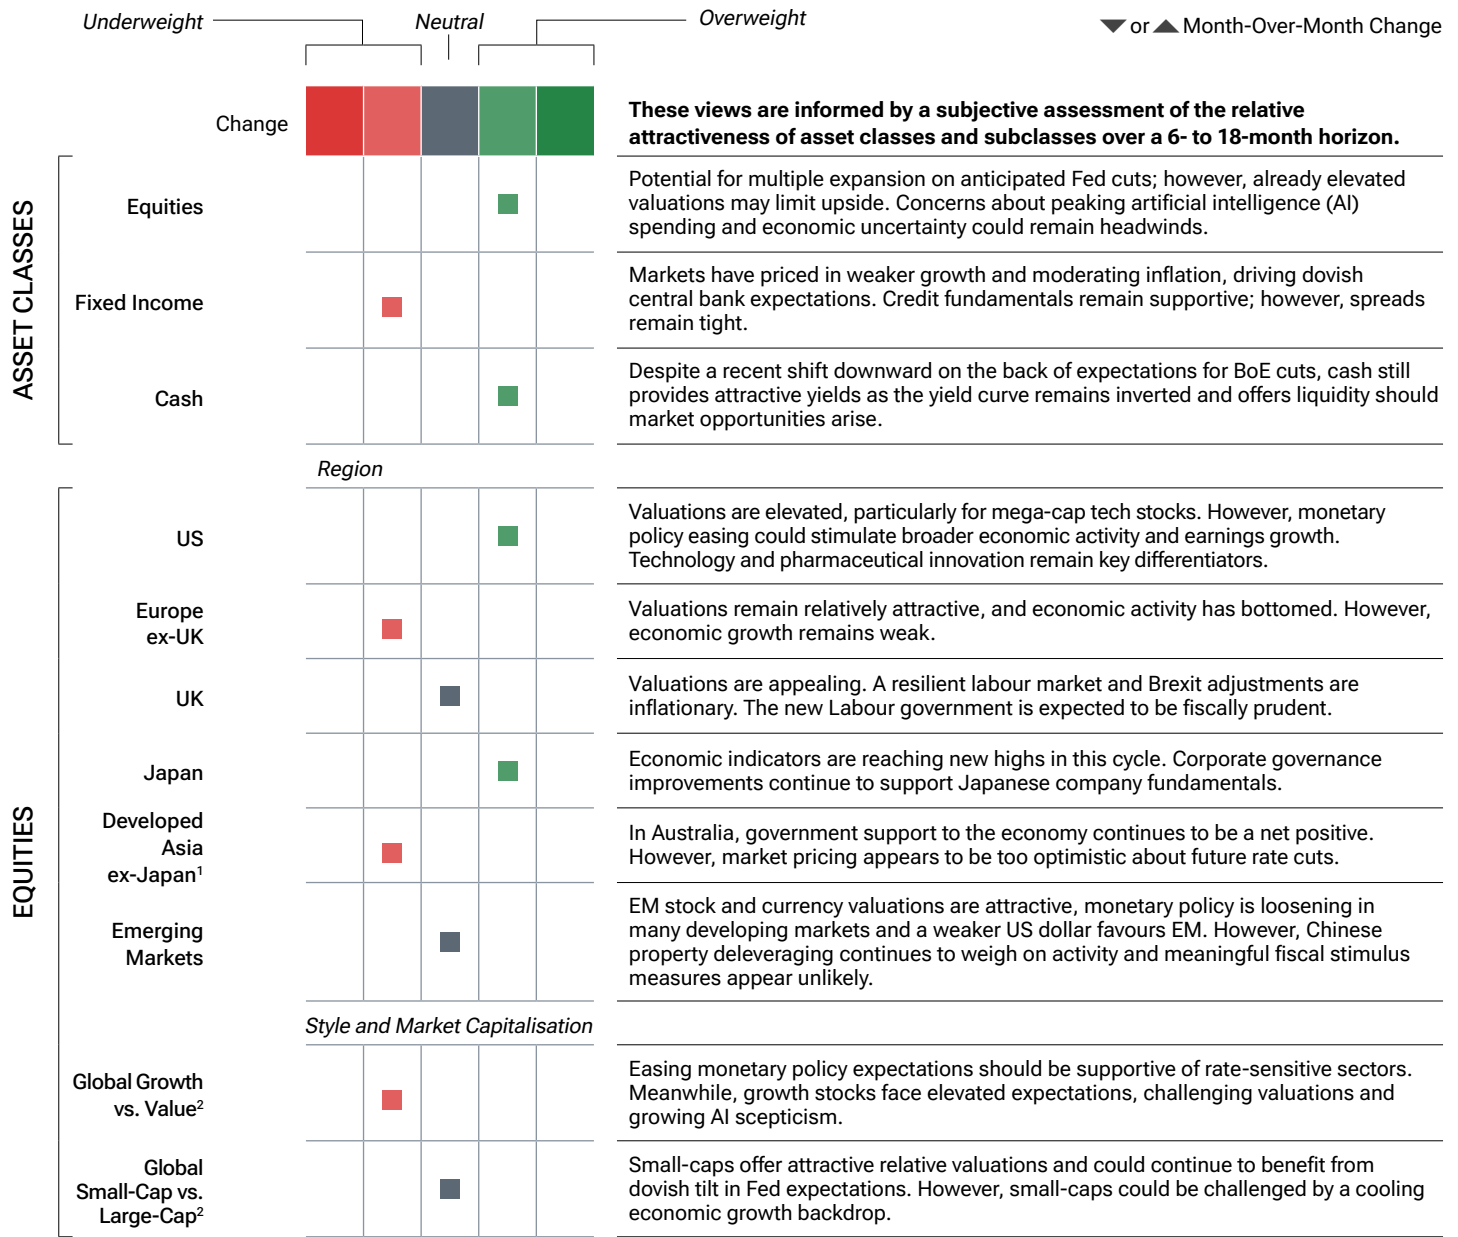 Underweight
Neutral
Overweight
▼ or ▲ Month-Over-Month Change
Change
These views are informed by a subjective assessment of the relative
attractiveness of asset classes and subclasses over a 6- to 18-month horizon.
ASSET CLASSES
Equities
Potential for multiple expansion on anticipated Fed cuts; however, already elevated
valuations may limit upside. Concerns about peaking artificial intelligence (AI)
spending and economic uncertainty could remain headwinds.
Fixed Income
Markets have priced in weaker growth and moderating inflation, driving dovish
central bank expectations. Credit fundamentals remain supportive; however, spreads
remain tight.
Cash
Despite a recent shift downward on the back of expectations for BoE cuts, cash still
provides attractive yields as the yield curve remains inverted and offers liquidity should
market opportunities arise.
Region
EQUITIES
US
Valuations are elevated, particularly for mega-cap tech stocks. However, monetary
policy easing could stimulate broader economic activity and earnings growth.
Technology and pharmaceutical innovation remain key differentiators.
Europe
ex-UK
Valuations remain relatively attractive, and economic activity has bottomed. However,
economic growth remains weak.
UK
Valuations are appealing. A resilient labour market and Brexit adjustments are
inflationary. The new Labour government is expected to be fiscally prudent.
Japan
Economic indicators are reaching new highs in this cycle. Corporate governance
improvements continue to support Japanese company fundamentals.
Developed
Asia
ex-Japan¹
In Australia, government support to the economy continues to be a net positive.
However, market pricing appears to be too optimistic about future rate cuts.
Emerging
Markets
EM stock and currency valuations are attractive, monetary policy is loosening in
many developing markets and a weaker US dollar favours EM. However, Chinese
property deleveraging continues to weigh on activity and meaningful fiscal stimulus
measures appear unlikely.
Style and Market Capitalisation
Global Growth
vs. Value²
Easing monetary policy expectations should be supportive of rate-sensitive sectors.
Meanwhile, growth stocks face elevated expectations, challenging valuations and
growing AI scepticism.
Global
Small-Cap vs.
Large-Cap²
Small-caps offer attractive relative valuations and could continue to benefit from
dovish tilt in Fed expectations. However, small-caps could be challenged by a cooling
economic growth backdrop.